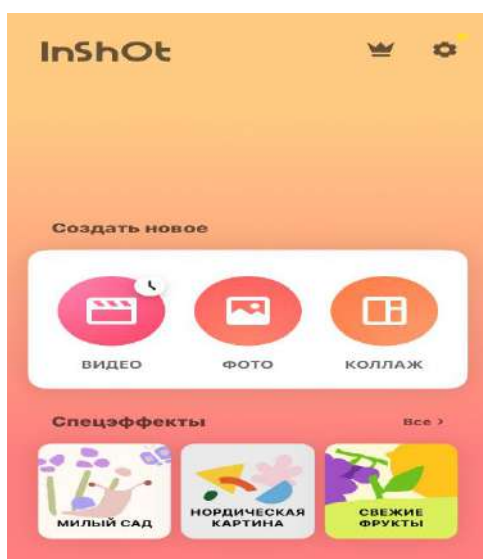 InShOt
Создать новое
ВИДЕО
ФОТО
КОЛЛАЖ
Спецэффекты
Все >
МИЛЫЙ САД
НОРДИЧЕСКАЯ
КАРТИНА
СВЕЖИЕ
ФРУКТЫ